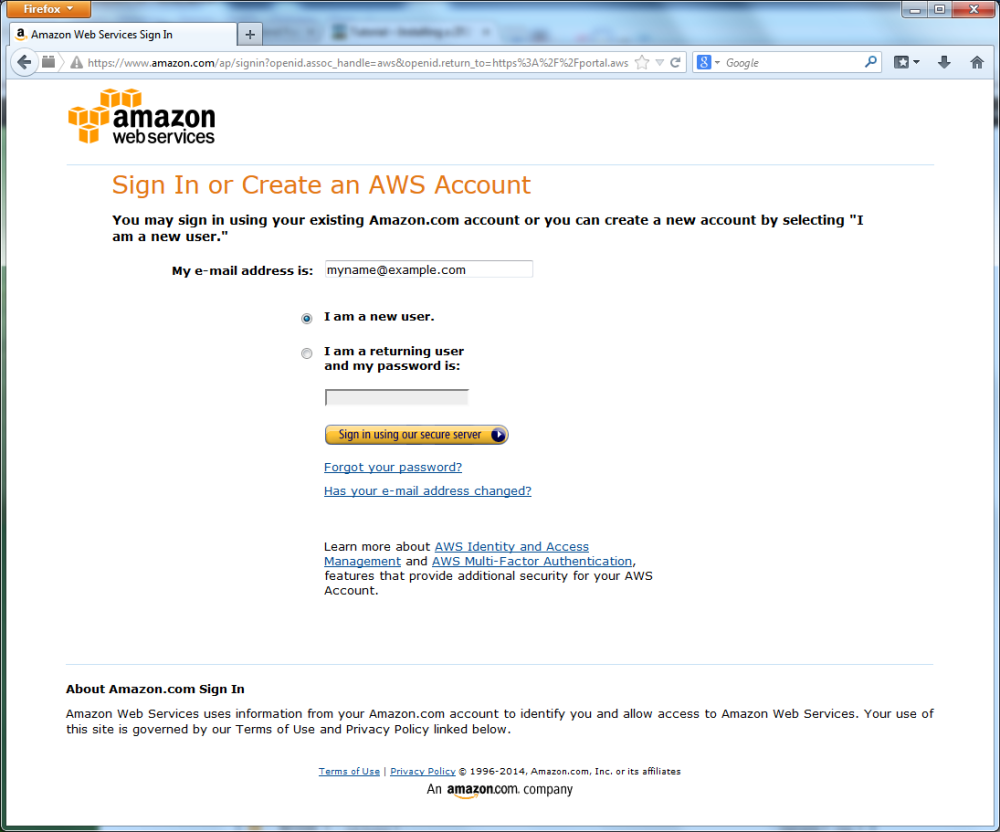 Firefox
Amazon Web Services Sign In
https://www.amazon.com/ap/signin?openid.assoc_handle=aws&openid.return_to=https%3A%2F%2Fportal.aws
Google
amazon
webservices
Sign In or Create an AWS Account
You may sign in using your existing Amazon.com account or you can create a new account by selecting "I
am a new user."
My e-mail address is: myname@example.com
I am a new user.
I am a returning user
and my password is:
Sign in using our secure server
Forgot your password?
Has your e-mail address changed?
Learn more about AWS Identity and Access
Management and AWS Multi-Factor Authentication,
features that provide additional security for your AWS
Account.
About Amazon.com Sign In
Amazon Web Services uses information from your Amazon.com account to identify you and allow access to Amazon Web Services. Your use
of this site is governed by our Terms of Use and Privacy Policy linked below.
Terms of Use | Privacy Policy © 1996-2014, Amazon.com, Inc. or its affiliates
An amazon.com. company